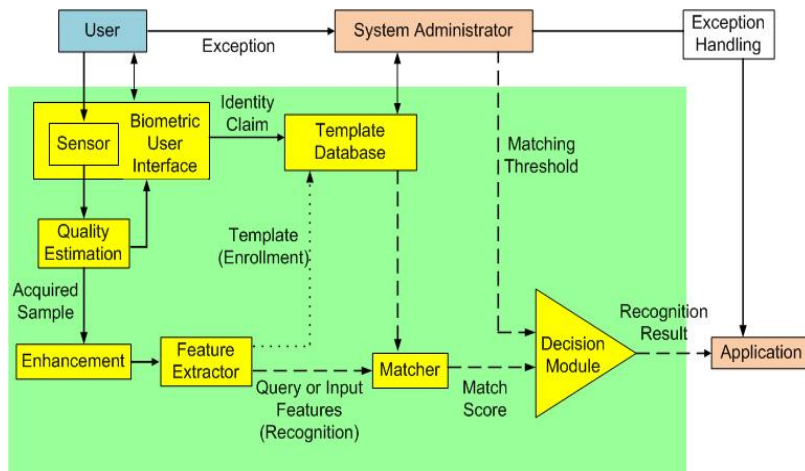 User
Exception
System Administrator
Exception
Handling
Sensor
Biometric
User
Interface
Identity
Claim
Template
Database
Matching
Threshold
Quality
Estimation
Template
(Enrollment)
Acquired
Sample
Enhancement
Feature
Extractor
Query or Input
Features
(Recognition)
Matcher
Match
Score
Decision
Module
Recognition
Result
Application